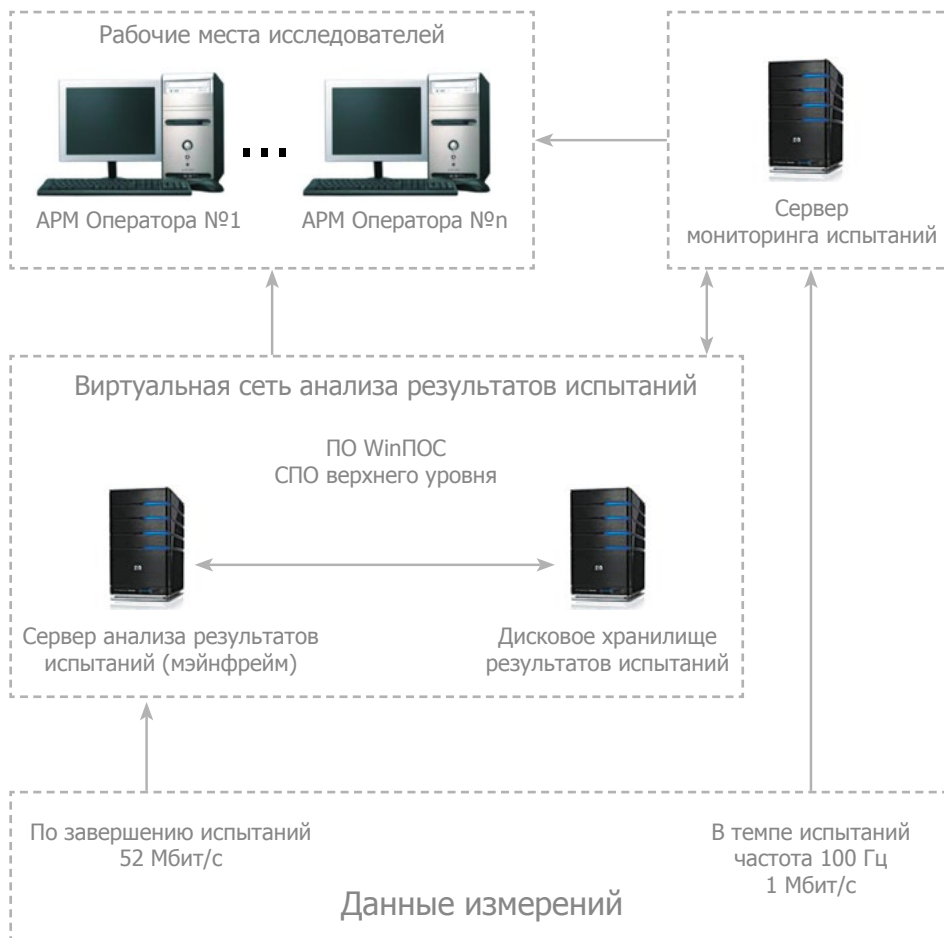 Рабочие места исследователей
АРМ Оператора №1
АРМ Оператора №n
Сервер
мониторинга испытаний
Виртуальная сеть анализа результатов испытаний
ПО WinПОС
СПО верхнего уровня
Сервер анализа результатов
испытаний (мэйнфрейм)
Дисковое хранилище
результатов испытаний
По завершению испытаний
52 Мбит/с
В темпе испытаний
частота 100 Гц
1 Мбит/с
Данные измерений